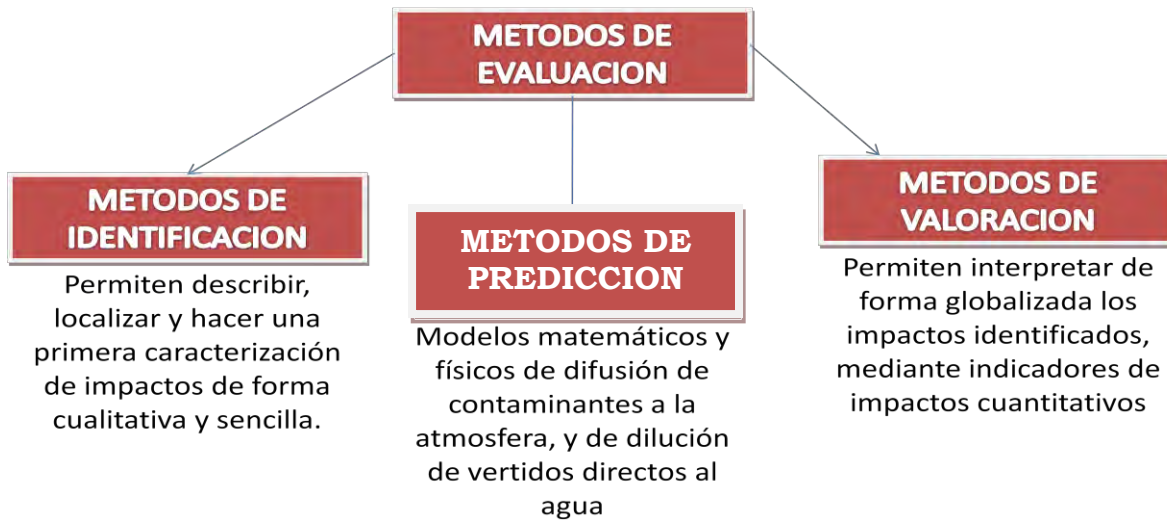 METODOS DE
EVALUACION
METODOS DE
IDENTIFICACION
Permiten describir,
localizar y hacer una
primera caracterización
de impactos de forma
cualitativa y sencilla.
METODOS DE
PREDICCION
Modelos matemáticos y
físicos de difusión de
contaminantes a la
atmosfera, y de dilución
de vertidos directos al
agua
METODOS DE
VALORACION
Permiten interpretar de
forma globalizada los
impactos identificados,
mediante indicadores de
impactos cuantitativos